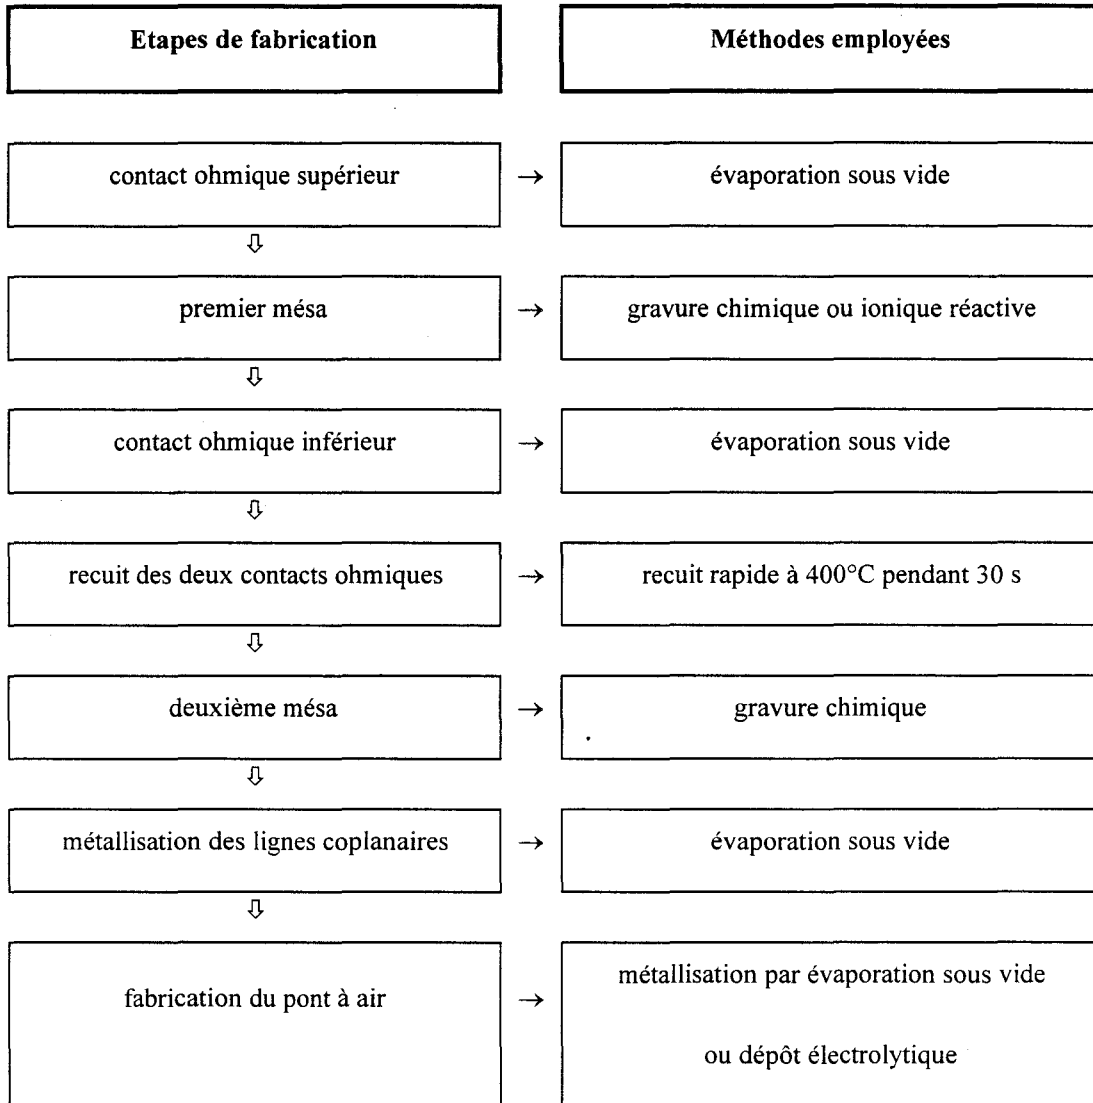 Etapes de fabrication
Méthodes employées
contact ohmique supérieur
→
évaporation sous vide
⇩
premier mésa
→
gravure chimique ou ionique réactive
⇩
contact ohmique inférieur
→
évaporation sous vide
⇩
recuit des deux contacts ohmiques
→
recuit rapide à 400°C pendant 30 s
⇩
deuxième mésa
→
gravure chimique
⇩
métallisation des lignes coplanaires
→
évaporation sous vide
⇩
fabrication du pont à air
→
métallisation par évaporation sous vide
ou dépôt électrolytique